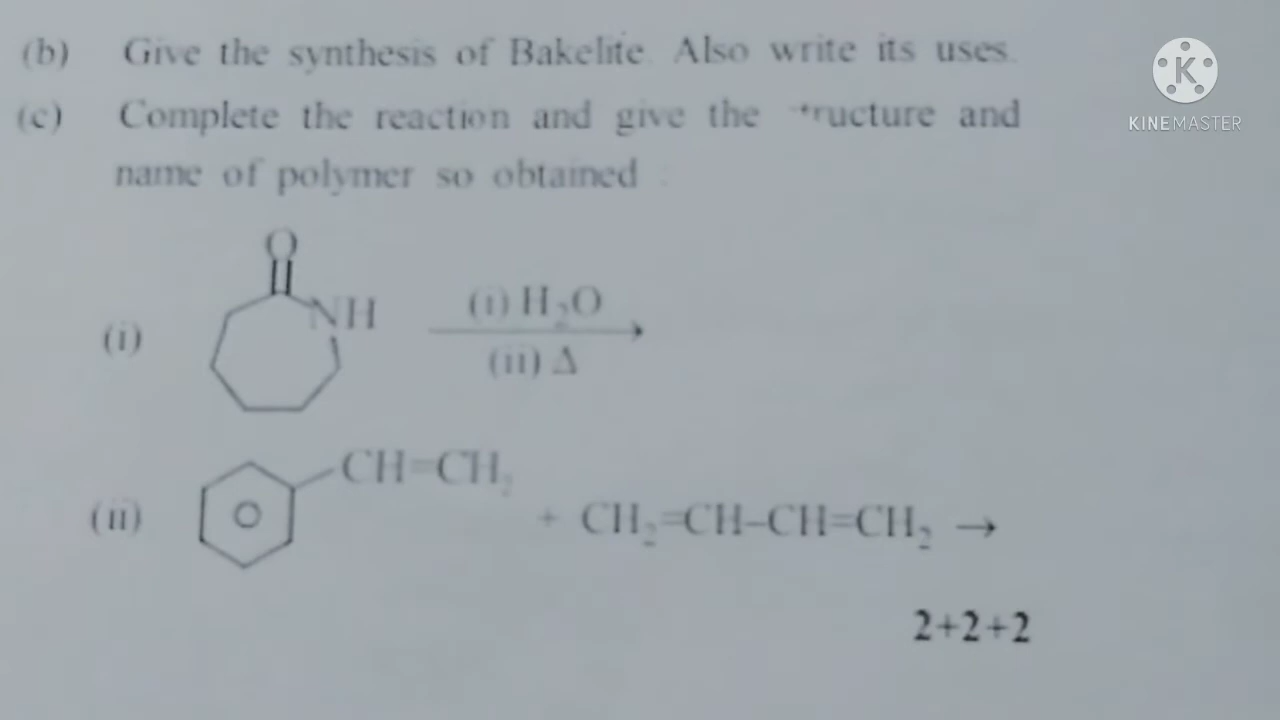 (b) Give the synthesis of Bakelite. Also write its uses.
K
KINEMASTER
(c) Complete the reaction and give the structure and
name of polymer so obtained :
O
NH
(i) (i) H₂O
(ii) Δ
CH=CH₂
(ii) + CH₂=CH–CH=CH₂ →
2+2+2